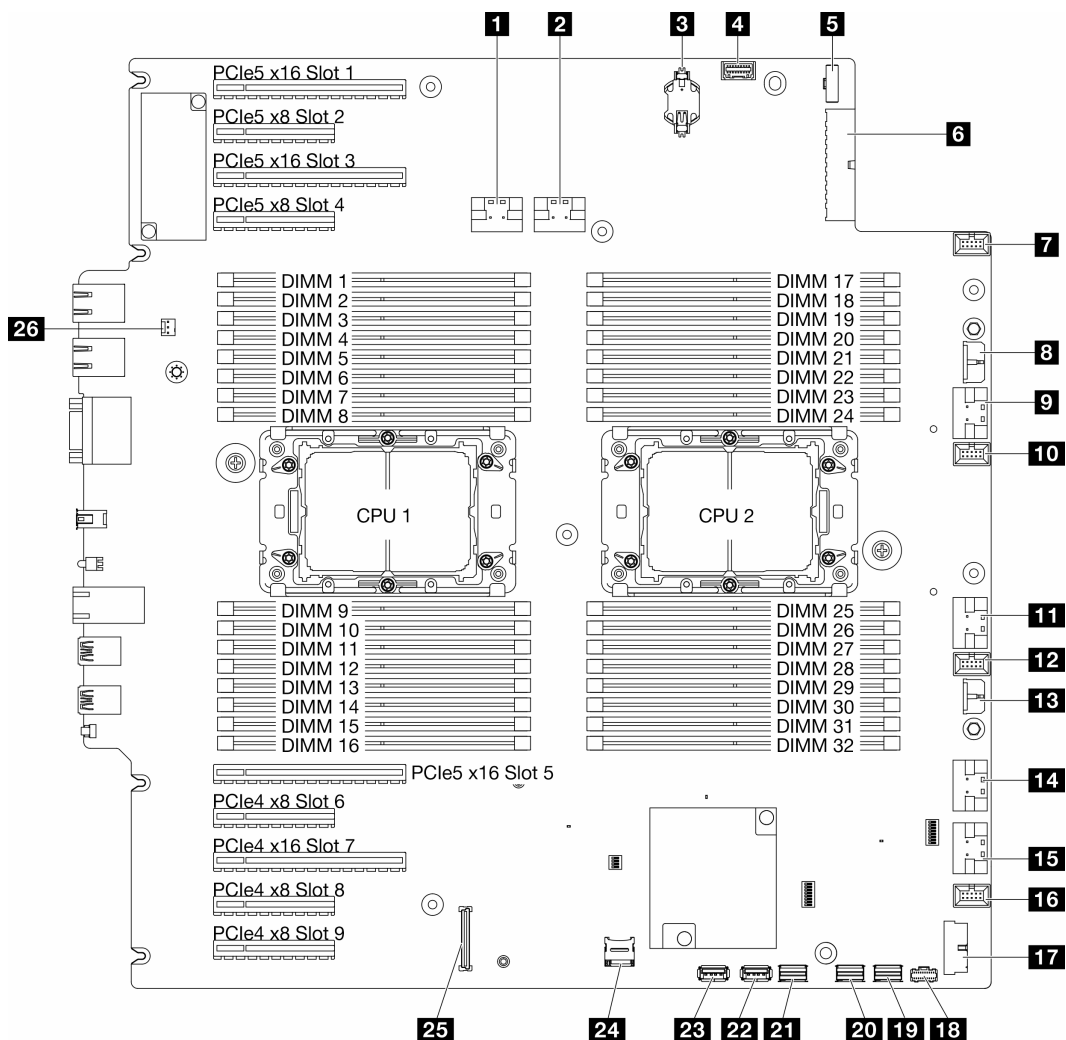 1
2
3
4
5
PCIe5 x16 Slot 1
PCIe5 x8 Slot 2
6
PCIe5 x16 Slot 3
PCIe5 x8 Slot 4
7
DIMM 1
DIMM 17
DIMM 2
DIMM 18
DIMM 3
DIMM 19
26
DIMM 4
DIMM 20
DIMM 5
DIMM 21
8
DIMM 6
DIMM 22
DIMM 7
DIMM 23
9
DIMM 8
DIMM 24
10
CPU 1
CPU 2
DIMM 9
DIMM 25
11
DIMM 10
DIMM 26
DIMM 11
DIMM 27
12
DIMM 12
DIMM 28
DIMM 13
DIMM 29
13
DIMM 14
DIMM 30
DIMM 15
DIMM 31
DIMM 16
DIMM 32
PCIe5 x16 Slot 5
14
PCIe4 x8 Slot 6
PCIe4 x16 Slot 7
15
PCIe4 x8 Slot 8
16
PCIe4 x8 Slot 9
17
25
24
23
22
21
20
19
18